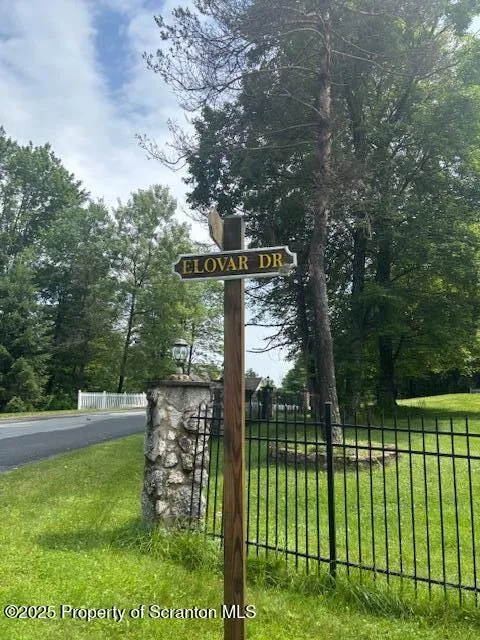 ELOVAR DR
©2025 Property of Scranton MLS